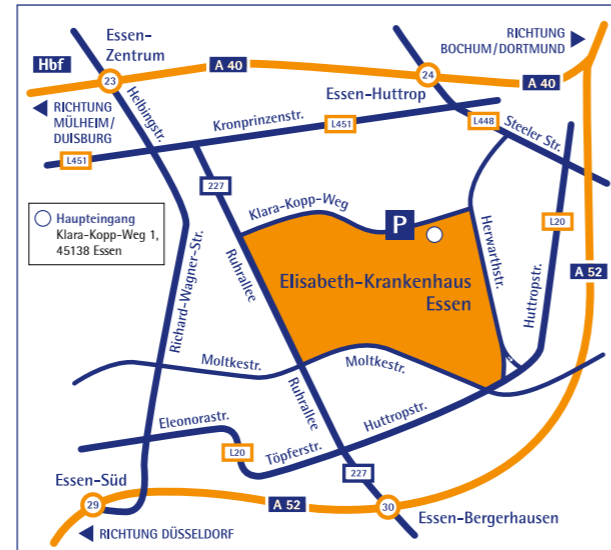 Essen-
Zentrum
Hbf
23
A 40
RICHTUNG
BOCHUM/DORTMUND
24
A 40
RICHTUNG
MÜLHEIM/
DUISBURG
Helbingstr.
Essen-Huttrop
Kronprinzenstr.
L451
L451
L448
Steeler Str.
227
Klara-Kopp-Weg
P
Herwarthstr.
L20
Haupteingang
Klara-Kopp-Weg 1,
45138 Essen
Richard-Wagner-Str.
Ruhrallee
Elisabeth-Krankenhaus
Essen
Huttropstr.
A 52
Moltkestr.
Moltkestr.
Ruhrallee
Eleonorastr.
L20
Töpferstr.
Huttropstr.
227
Essen-Süd
29
A 52
30
Essen-Bergerhausen
RICHTUNG DÜSSELDORF